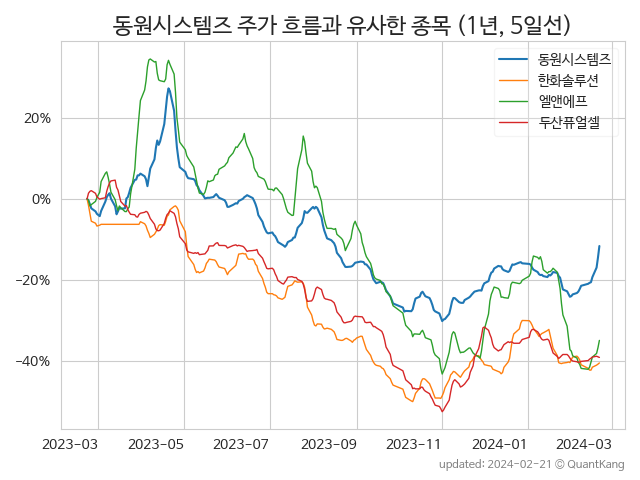 동원시스템즈 주가 흐름과 유사한 종목 (1년, 5일선)
동원시스템즈
한화솔루션
엘앤에프
두산퓨얼셀
20%
0%
−20%
−40%
2023-03 2023-05 2023-07 2023-09 2023-11 2024-01 2024-03
updated: 2024-02-21 © QuantKang